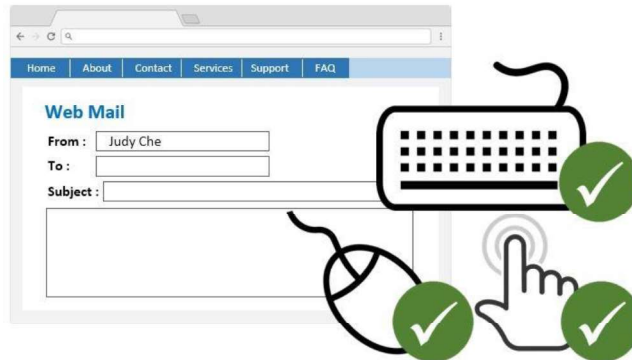 Home About Contact Services Support FAQ
Web Mail
From : Judy Che
To :
Subject :